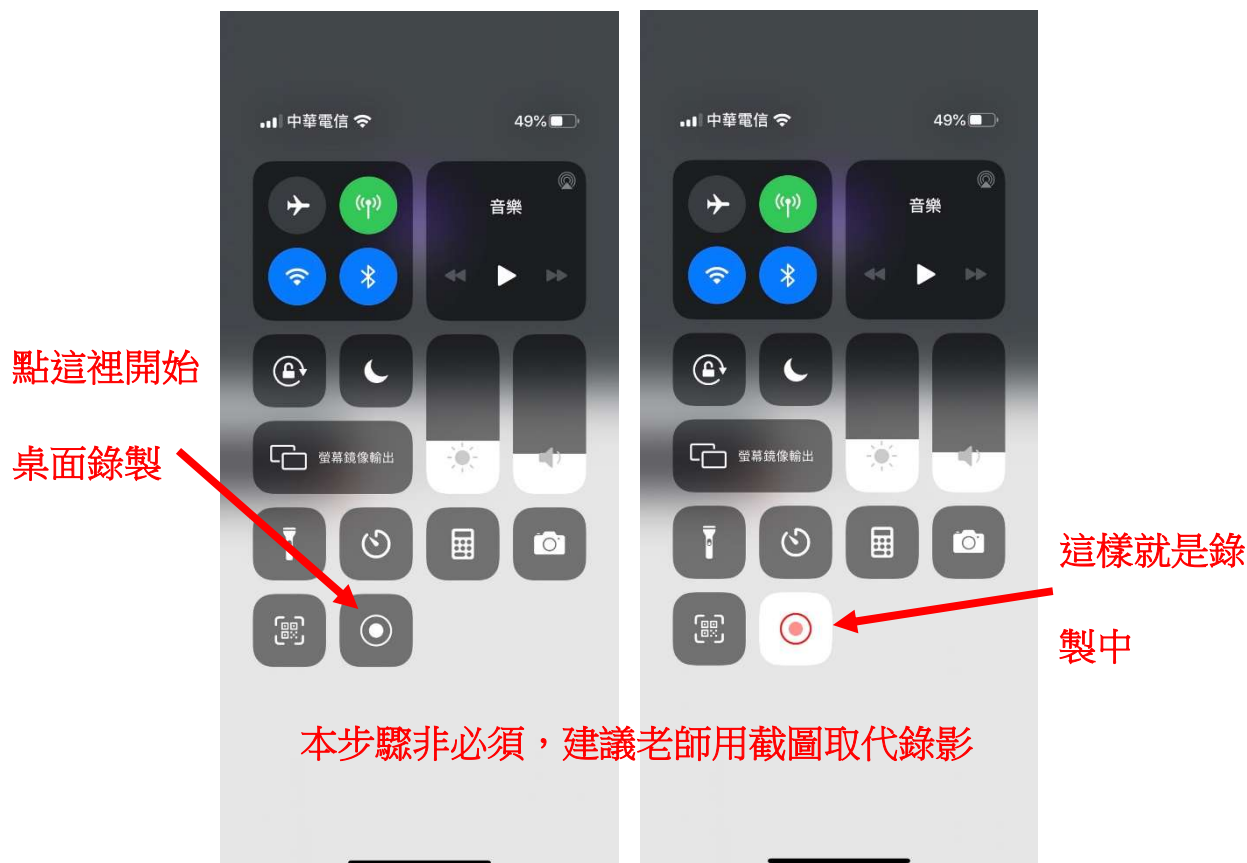 中華電信
49%
音樂
螢幕鏡像輸出
中華電信
49%
音樂
螢幕鏡像輸出
點這裡開始
桌面錄製
這樣就是錄
製中
本步驟非必須，建議老師用截圖取代錄影